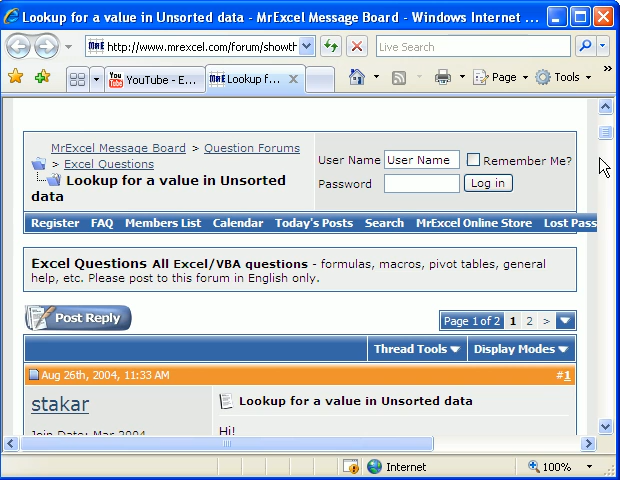 Lookup for a value in Unsorted data - MrExcel Message Board - Windows Internet ...
http://www.mrexcel.com/forum/showth
Live Search
YouTube - E...
Lookup f...
Page
Tools
MrExcel Message Board > Question Forums
> Excel Questions
Lookup for a value in Unsorted
data
User Name
User Name
Remember Me?
Password
Log in
Register FAQ Members List Calendar Today's Posts Search MrExcel Online Store Lost Pass
Excel Questions All Excel/VBA questions - formulas, macros, pivot tables, general
help, etc. Please post to this forum in English only.
Post Reply
Page 1 of 2 1 2 >
Thread Tools Display Modes
Aug 26th, 2004, 11:33 AM #1
stakar
Lookup for a value in Unsorted data
Join Date: Mar 2004
Hi!
Internet
100%